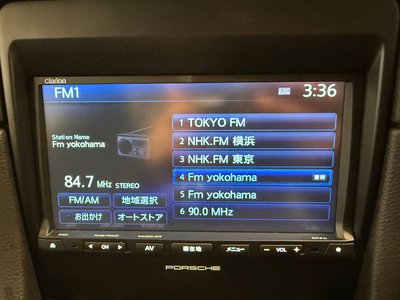 Clarion
FM1
3:36
Station Name
Fm yokohama
84.7 MHz STEREO
FM/AM
地域選択
お出かけ
オートストア
1 TOKYO FM
2 NHK.FM 横浜
3 NHK.FM 東京
4 Fm yokohama
5 Fm yokohama
6 90.0 MHz
CH
AV
現在地
メニュー
− VOL +
PORSCHE